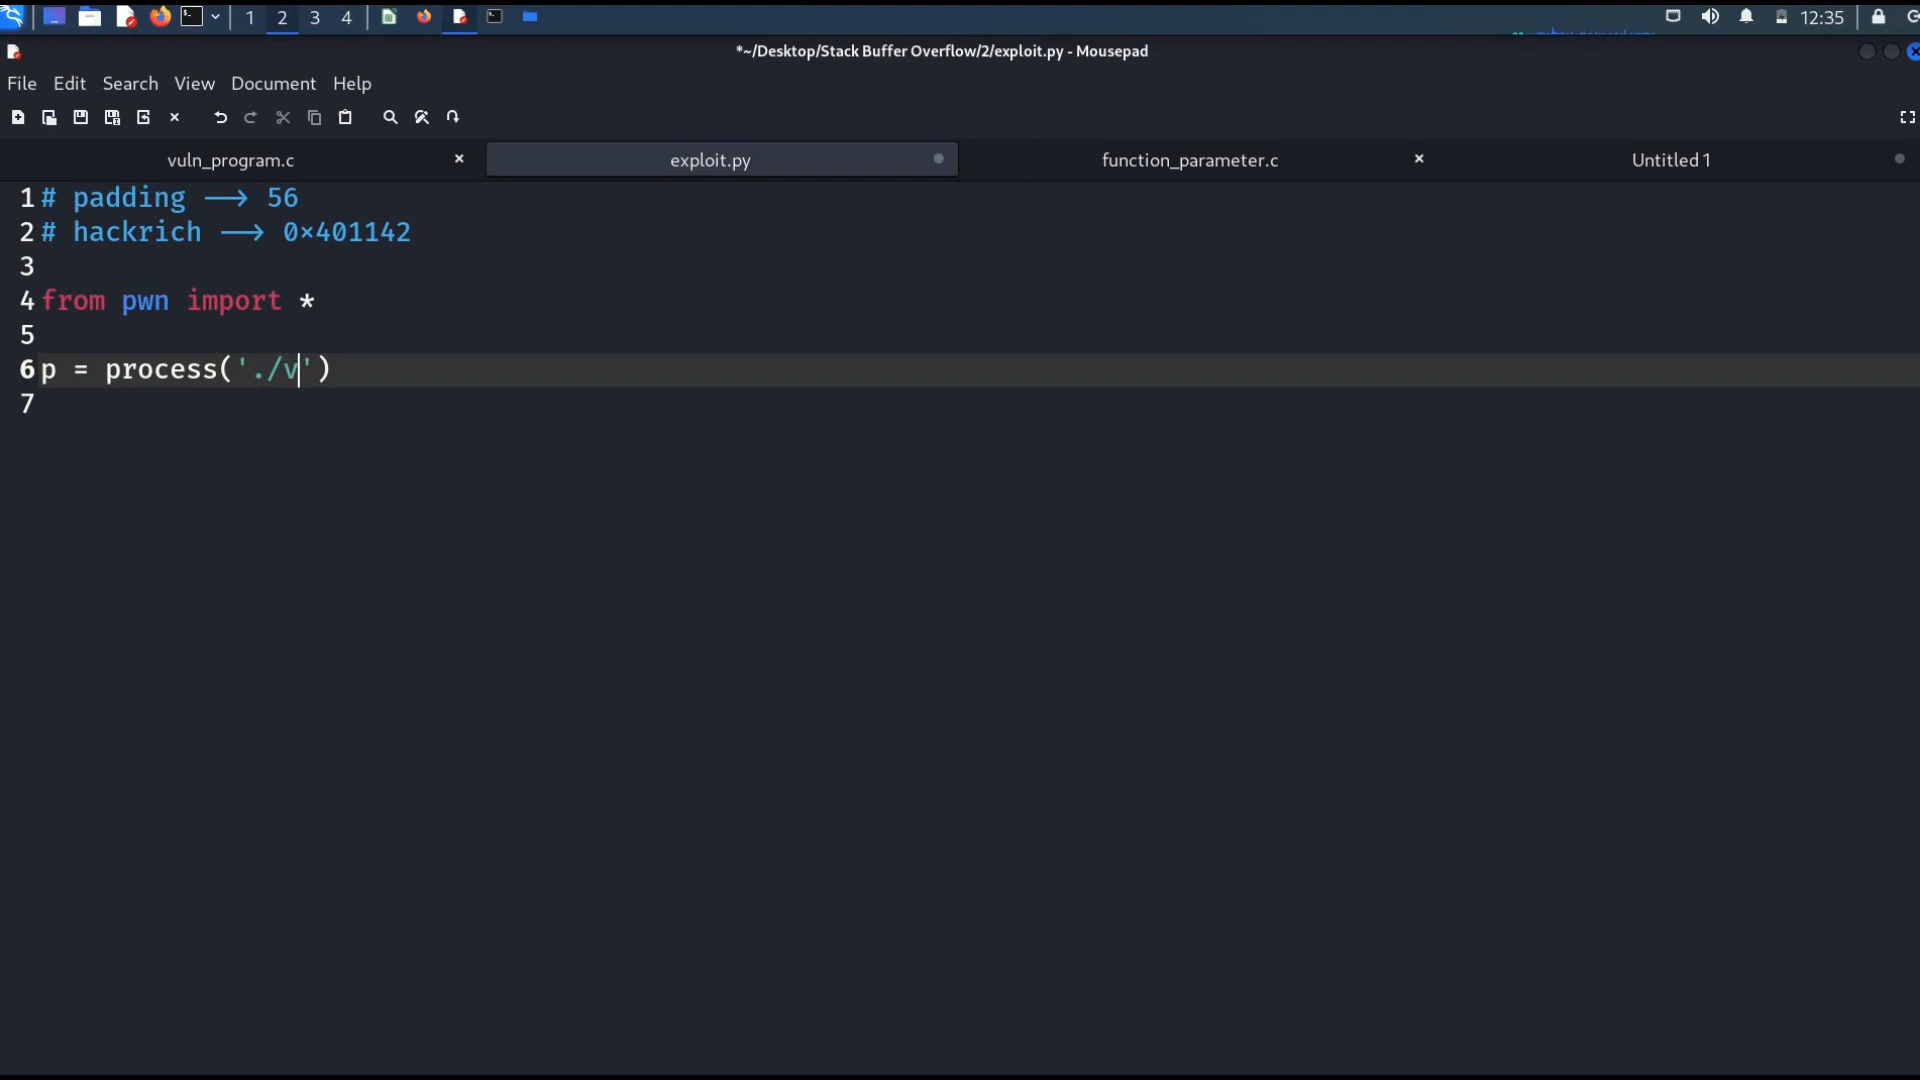 1 2 3 4 12:35
*~/Desktop/Stack Buffer Overflow/2/exploit.py - Mousepad
File Edit Search View Document Help
vuln_program.c exploit.py function_parameter.c Untitled 1
1 # padding —> 56
2 # hackrich —> 0×401142
3
4 from pwn import *
5
6 p = process('./v')
7